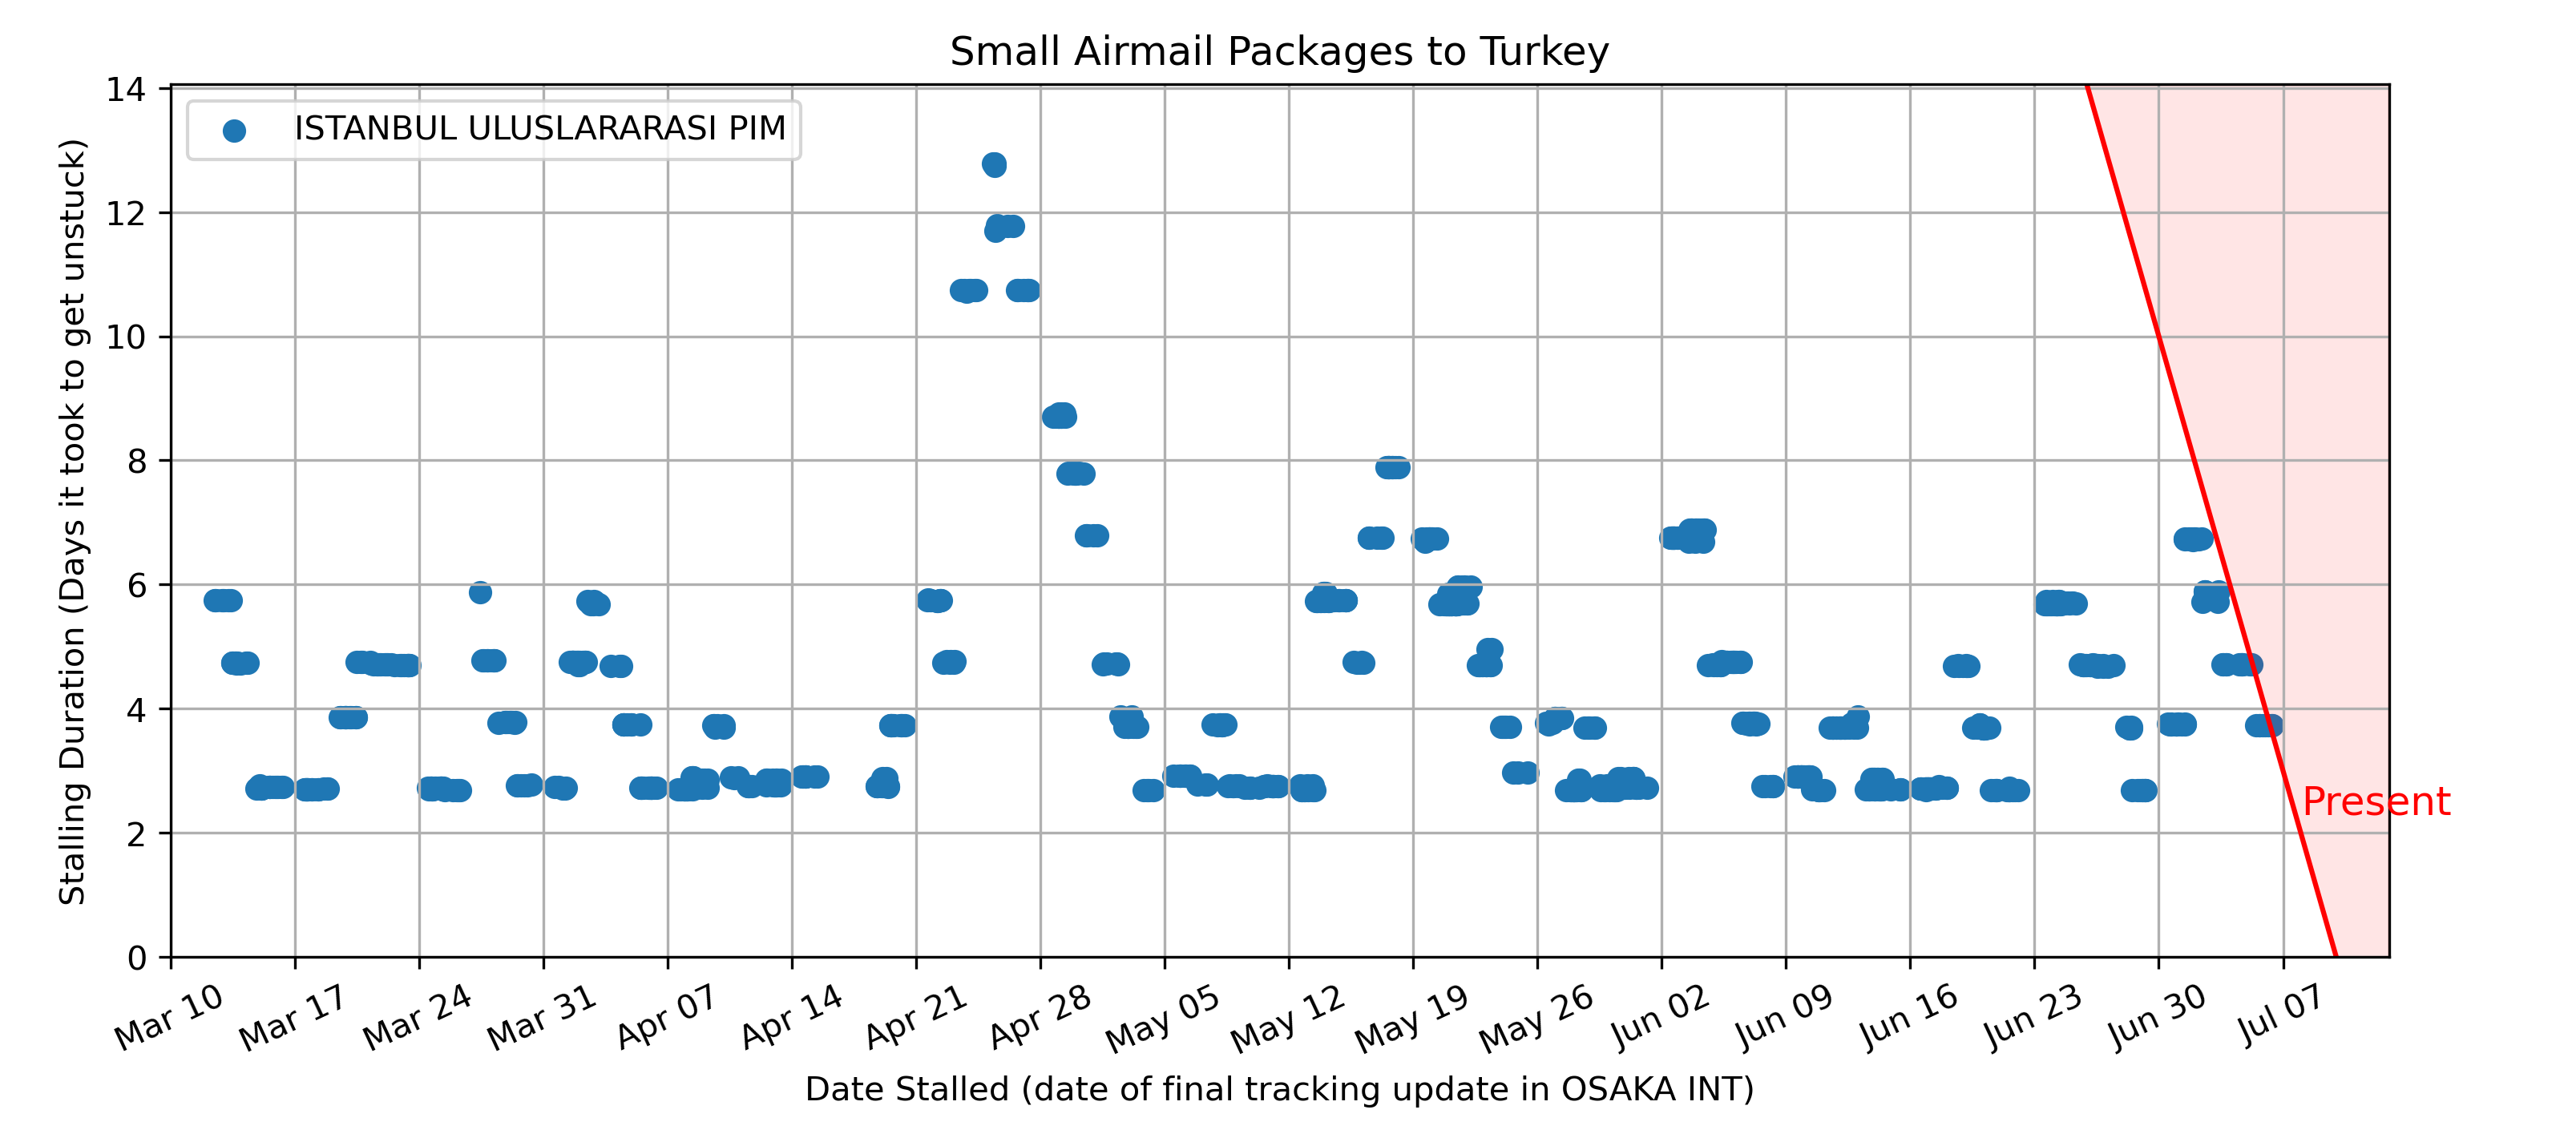 Small Airmail Packages to Turkey
ISTANBUL ULUSLARARASI PIM
Stalling Duration (Days it took to get unstuck)
14
12
10
8
6
4
2
0
Present
Mar 10
Mar 17
Mar 24
Mar 31
Apr 07
Apr 14
Apr 21
Apr 28
May 05
May 12
May 19
May 26
Jun 02
Jun 09
Jun 16
Jun 23
Jun 30
Jul 07
Date Stalled (date of final tracking update in OSAKA INT)